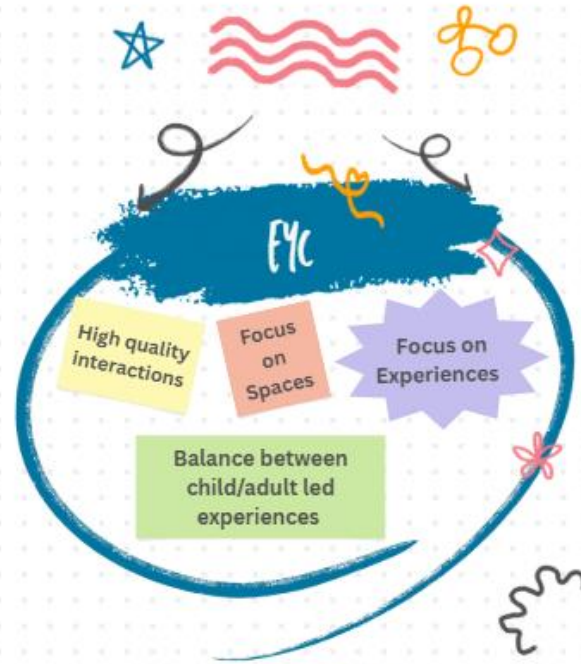 EYC
High quality
interactions
Focus
on
Spaces
Focus on
Experiences
Balance between
child/adult led
experiences